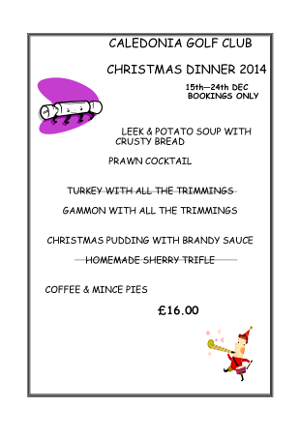 CALEDONIA GOLF CLUB
CHRISTMAS DINNER 2014
15th—24th DEC
BOOKINGS ONLY
LEEK & POTATO SOUP WITH
CRUSTY BREAD
PRAWN COCKTAIL
TURKEY WITH ALL THE TRIMMINGS
GAMMON WITH ALL THE TRIMMINGS
CHRISTMAS PUDDING WITH BRANDY SAUCE
HOMEMADE SHERRY TRIFLE
COFFEE & MINCE PIES
£16.00